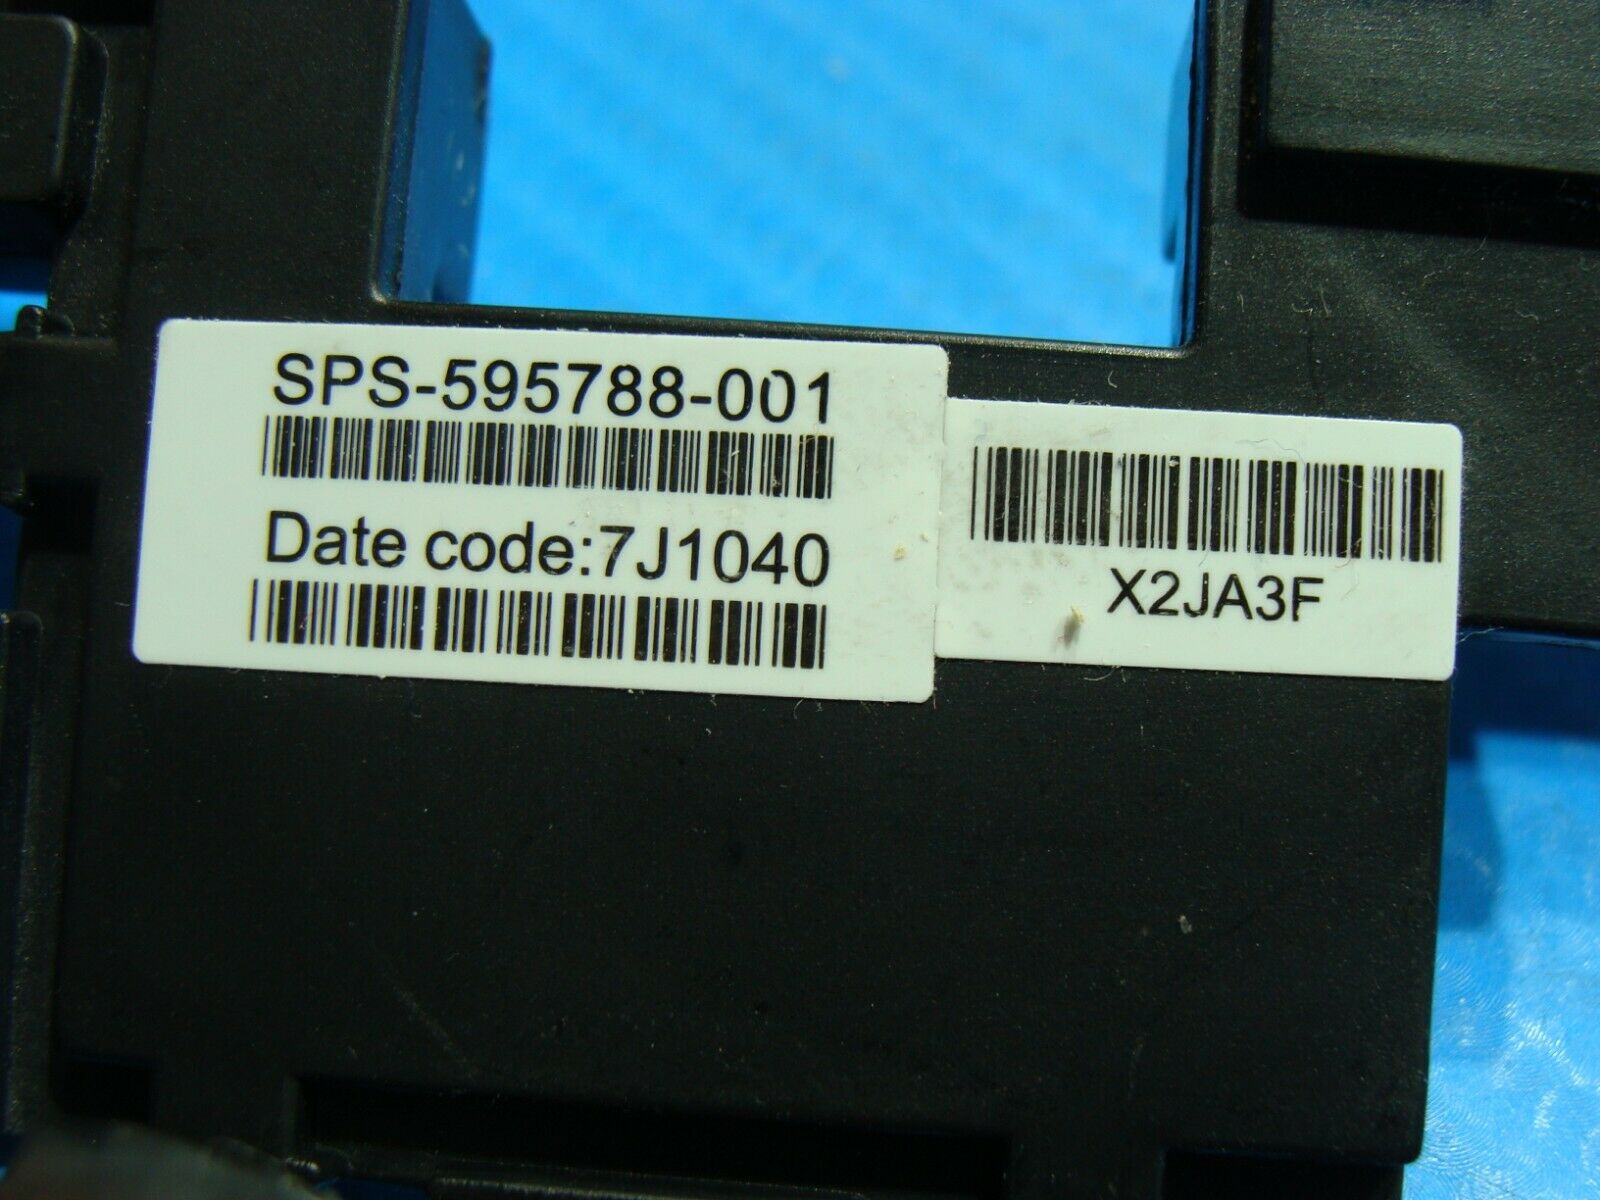 SPS-595788-001
Date code:7J1040
X2JA3F